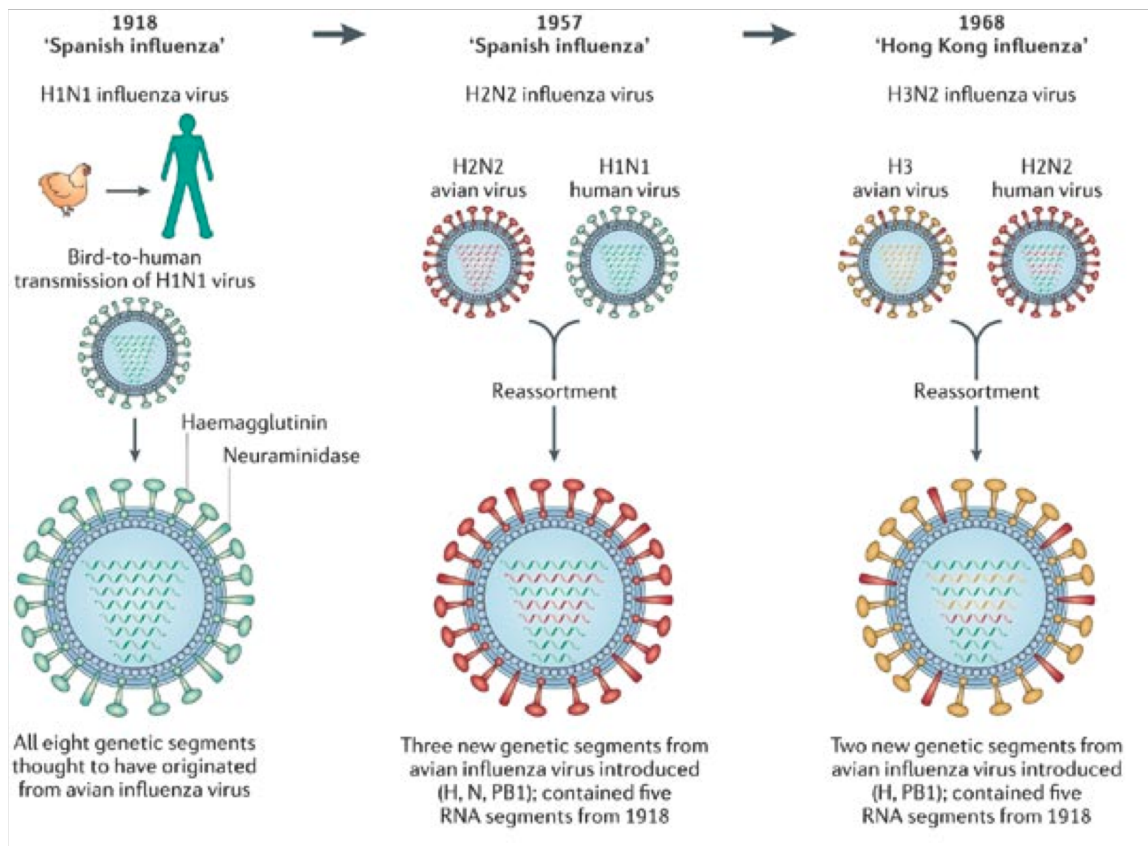 1918
'Spanish influenza'
H1N1 influenza virus
Bird-to-human
transmission of H1N1 virus
Haemagglutinin
Neuraminidase
All eight genetic segments
thought to have originated
from avian influenza virus
1957
'Spanish influenza'
H2N2 influenza virus
H2N2
avian virus
H1N1
human virus
Reassortment
Three new genetic segments from
avian influenza virus introduced
(H, N, PB1); contained five
RNA segments from 1918
1968
'Hong Kong influenza'
H3N2 influenza virus
H3
avian virus
H2N2
human virus
Reassortment
Two new genetic segments from
avian influenza virus introduced
(H, PB1); contained five
RNA segments from 1918